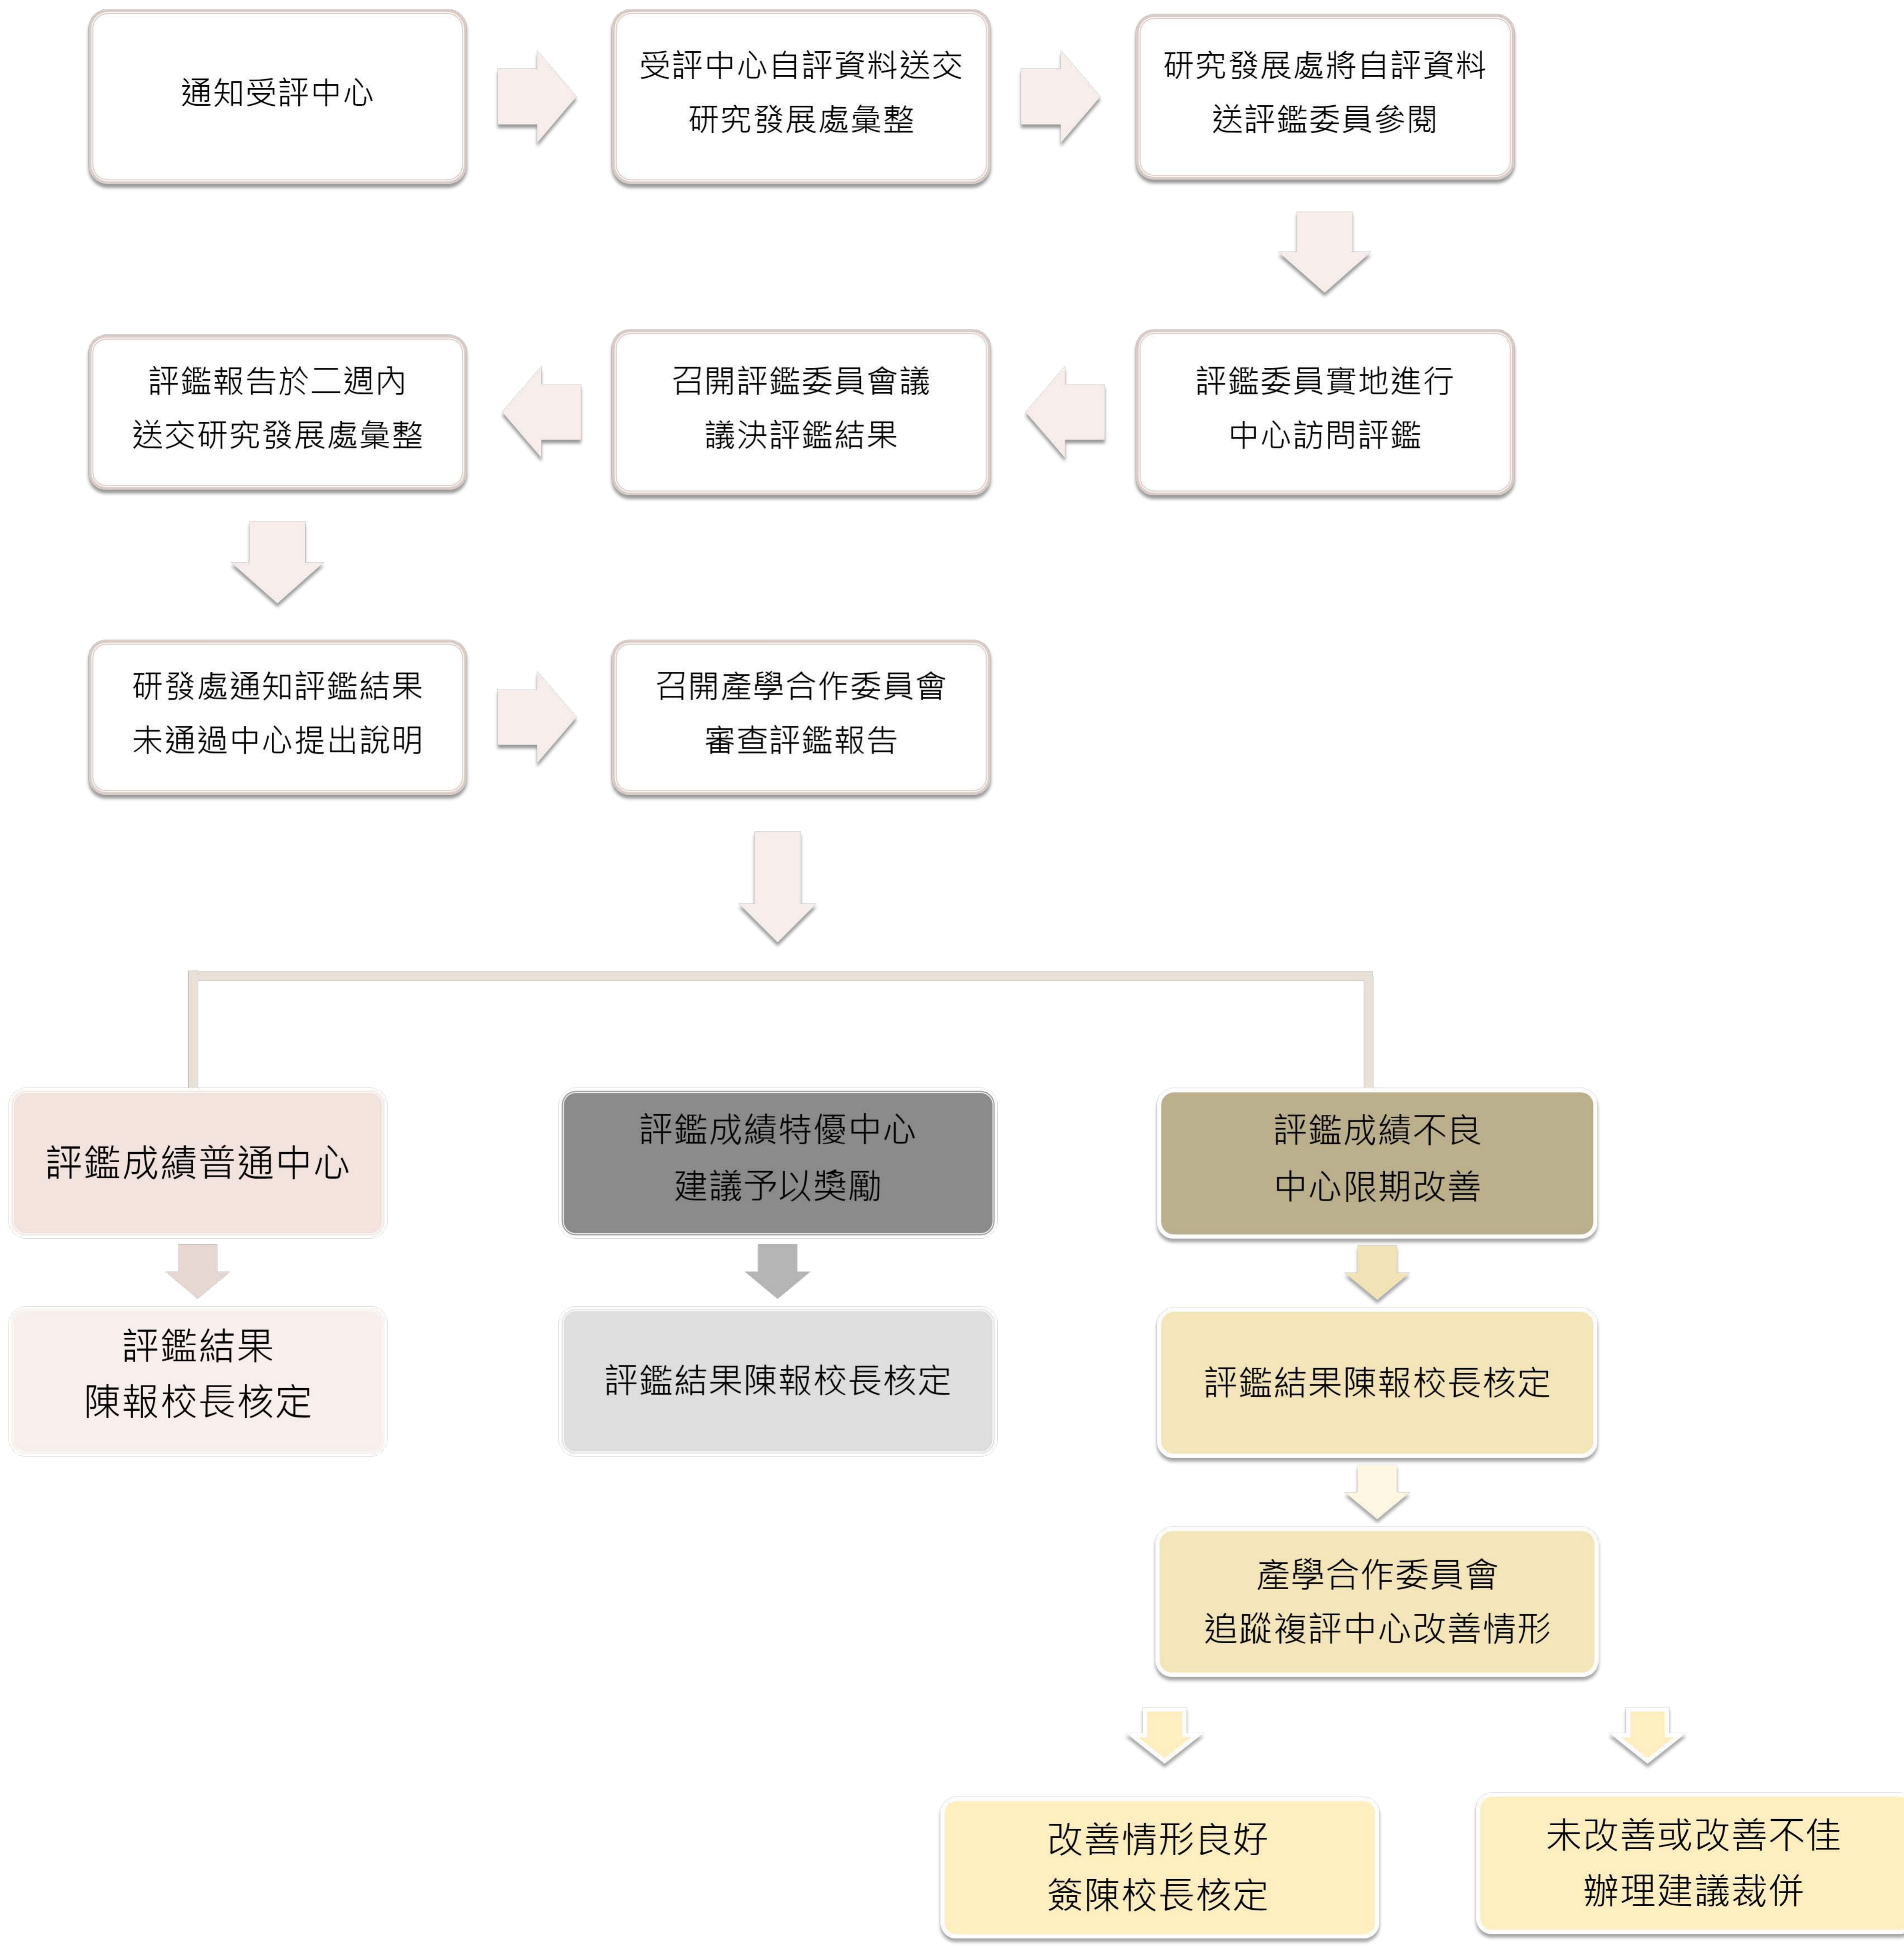 通知受評中心
受評中心自評資料送交
研究發展處彙整
研究發展處將自評資料
送評鑑委員參閱
評鑑委員實地進行
中心訪問評鑑
召開評鑑委員會議
議決評鑑結果
評鑑報告於二週內
送交研究發展處彙整
研發處通知評鑑結果
未通過中心提出說明
召開產學合作委員會
審查評鑑報告
評鑑成績普通中心
評鑑結果
陳報校長核定
評鑑成績特優中心
建議予以獎勵
評鑑結果陳報校長核定
評鑑成績不良
中心限期改善
評鑑結果陳報校長核定
產學合作委員會
追蹤複評中心改善情形
改善情形良好
簽陳校長核定
未改善或改善不佳
辦理建議裁併